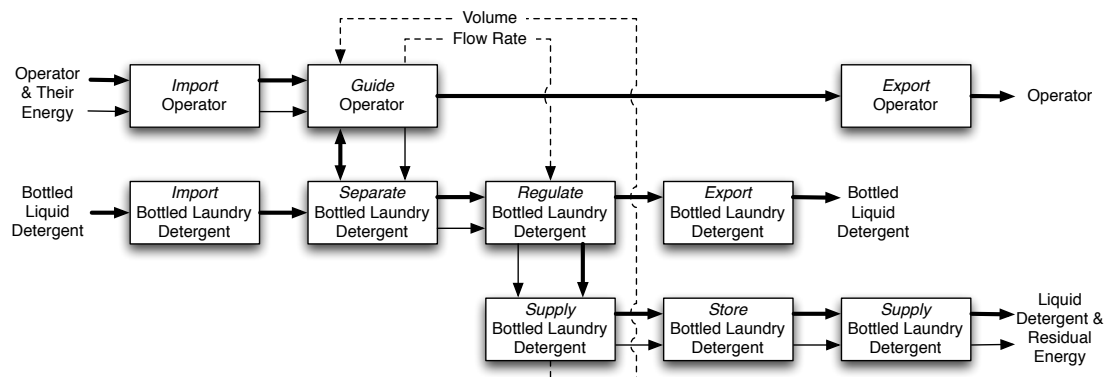 Volume
Flow Rate
Operator
& Their
Energy
Import
Operator
Guide
Operator
Export
Operator
Operator
Bottled
Liquid
Detergent
Import
Bottled Laundry
Detergent
Separate
Bottled Laundry
Detergent
Regulate
Bottled Laundry
Detergent
Export
Bottled Laundry
Detergent
Bottled
Liquid
Detergent
Supply
Bottled Laundry
Detergent
Store
Bottled Laundry
Detergent
Supply
Bottled Laundry
Detergent
Liquid
Detergent &
Residual
Energy